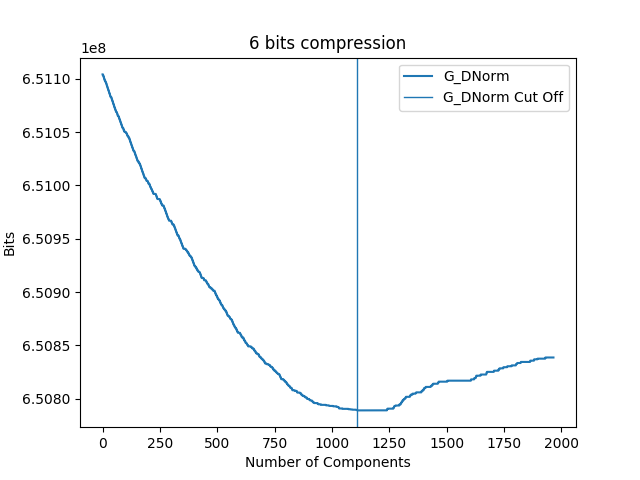 6 bits compression
1e8
6.5110
6.5105
6.5100
6.5095
6.5090
6.5085
6.5080
Bits
G_DNorm
G_DNorm Cut Off
0 250 500 750 1000 1250 1500 1750 2000
Number of Components